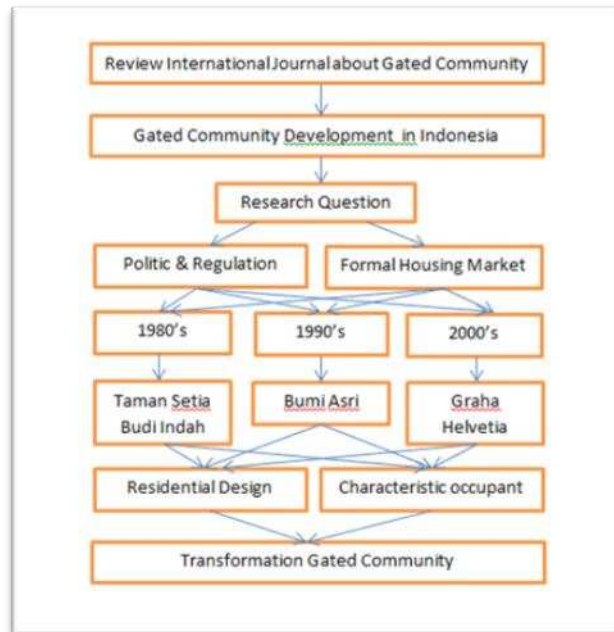 Review International Journal about Gated Community
Gated Community Development in Indonesia
Research Question
Politic & Regulation
Formal Housing Market
1980's
1990's
2000's
Taman Setia
Budi Indah
Bumi Asri
Graha
Helvetia
Residential Design
Characteristic occupant
Transformation Gated Community